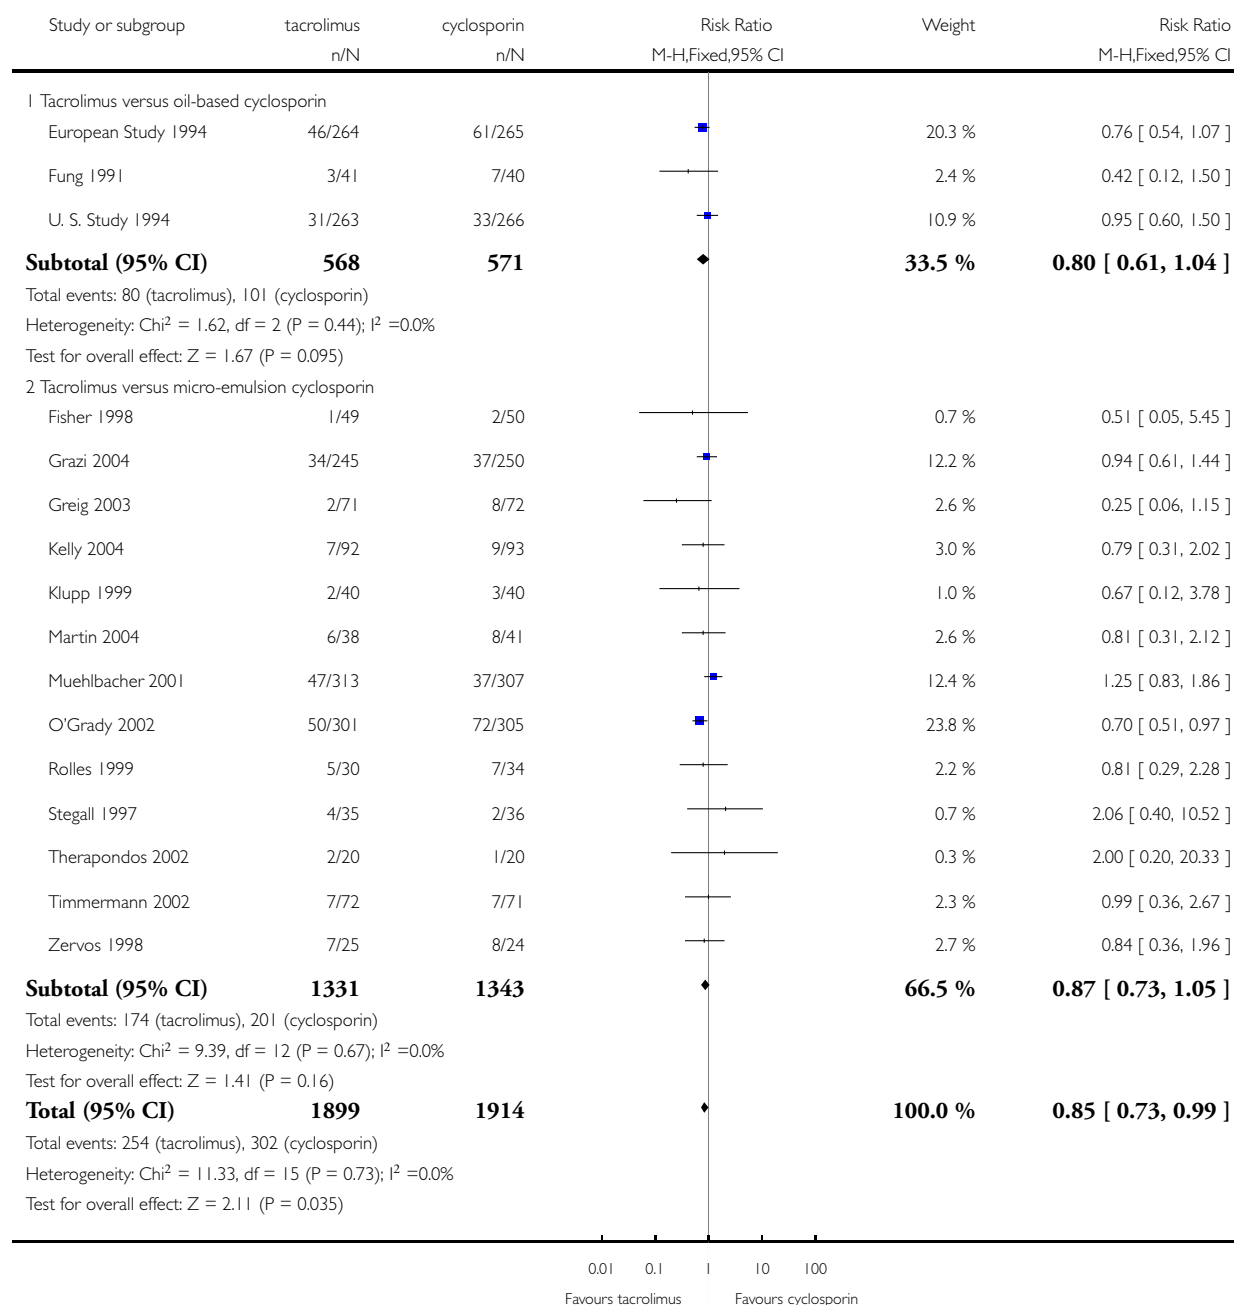 Study or subgroup tacrolimus cyclosporin Risk Ratio Weight Risk Ratio
n/N n/N M-H,Fixed,95% CI M-H,Fixed,95% CI
1 Tacrolimus versus oil-based cyclosporin
European Study 1994 46/264 61/265 20.3 % 0.76 [ 0.54, 1.07 ]
Fung 1991 3/41 7/40 2.4 % 0.42 [ 0.12, 1.50 ]
U. S. Study 1994 31/263 33/266 10.9 % 0.95 [ 0.60, 1.50 ]
Subtotal (95% CI) 568 571 33.5 % 0.80 [ 0.61, 1.04 ]
Total events: 80 (tacrolimus), 101 (cyclosporin)
Heterogeneity: Chi² = 1.62, df = 2 (P = 0.44); I² =0.0%
Test for overall effect: Z = 1.67 (P = 0.095)
2 Tacrolimus versus micro-emulsion cyclosporin
Fisher 1998 1/49 2/50 0.7 % 0.51 [ 0.05, 5.45 ]
Grazi 2004 34/245 37/250 12.2 % 0.94 [ 0.61, 1.44 ]
Greig 2003 2/71 8/72 2.6 % 0.25 [ 0.06, 1.15 ]
Kelly 2004 7/92 9/93 3.0 % 0.79 [ 0.31, 2.02 ]
Klupp 1999 2/40 3/40 1.0 % 0.67 [ 0.12, 3.78 ]
Martin 2004 6/38 8/41 2.6 % 0.81 [ 0.31, 2.12 ]
Muehlbacher 2001 47/313 37/307 12.4 % 1.25 [ 0.83, 1.86 ]
O'Grady 2002 50/301 72/305 23.8 % 0.70 [ 0.51, 0.97 ]
Rolles 1999 5/30 7/34 2.2 % 0.81 [ 0.29, 2.28 ]
Stegall 1997 4/35 2/36 0.7 % 2.06 [ 0.40, 10.52 ]
Therapondos 2002 2/20 1/20 0.3 % 2.00 [ 0.20, 20.33 ]
Timmermann 2002 7/72 7/71 2.3 % 0.99 [ 0.36, 2.67 ]
Zervos 1998 7/25 8/24 2.7 % 0.84 [ 0.36, 1.96 ]
Subtotal (95% CI) 1331 1343 66.5 % 0.87 [ 0.73, 1.05 ]
Total events: 174 (tacrolimus), 201 (cyclosporin)
Heterogeneity: Chi² = 9.39, df = 12 (P = 0.67); I² =0.0%
Test for overall effect: Z = 1.41 (P = 0.16)
Total (95% CI) 1899 1914 100.0 % 0.85 [ 0.73, 0.99 ]
Total events: 254 (tacrolimus), 302 (cyclosporin)
Heterogeneity: Chi² = 11.33, df = 15 (P = 0.73); I² =0.0%
Test for overall effect: Z = 2.11 (P = 0.035)
0.01 0.1 1 10 100
Favours tacrolimus Favours cyclosporin